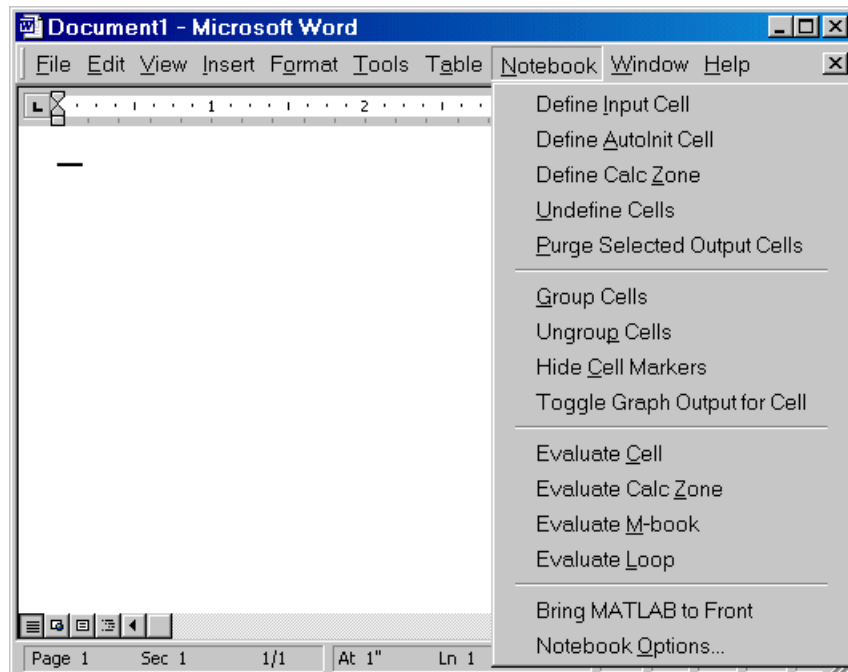 Document1 - Microsoft Word
File Edit View Insert Format Tools Table Notebook Window Help
L 1 2
Define Input Cell
Define AutoInit Cell
Define Calc Zone
Undefine Cells
Purge Selected Output Cells
Group Cells
Ungroup Cells
Hide Cell Markers
Toggle Graph Output for Cell
Evaluate Cell
Evaluate Calc Zone
Evaluate M-book
Evaluate Loop
Bring MATLAB to Front
Notebook Options...
Page 1 Sec 1 1/1 At 1" Ln 1